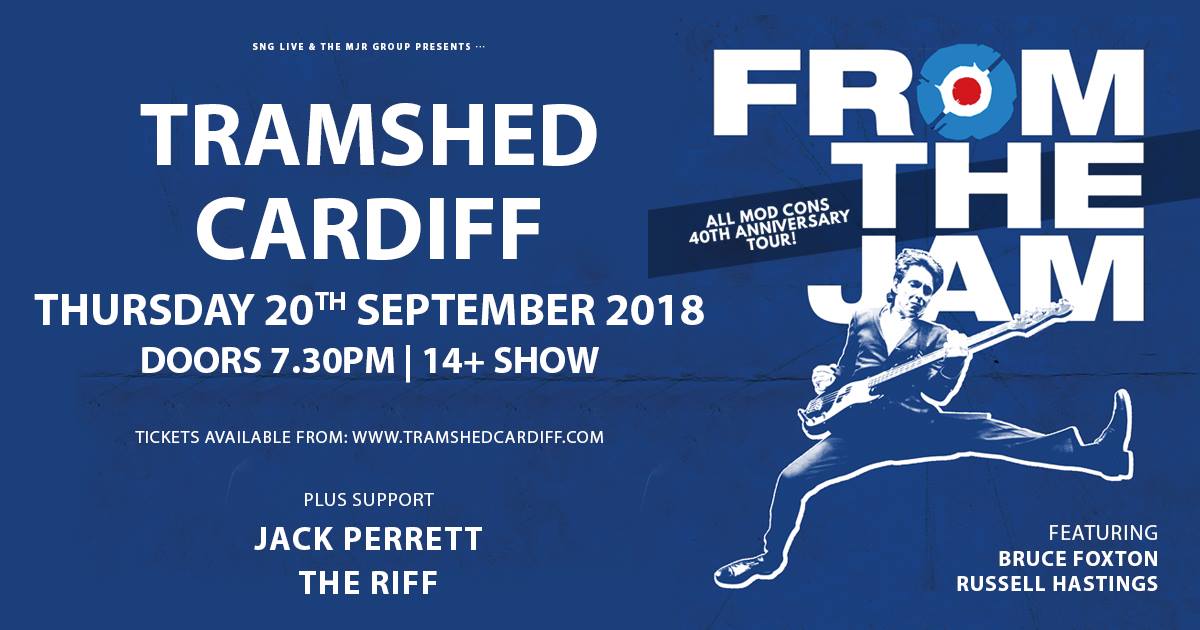 SNG LIVE & THE MJR GROUP PRESENTS ...
TRAMSHED
CARDIFF
THURSDAY 20TH SEPTEMBER 2018
DOORS 7.30PM | 14+ SHOW
TICKETS AVAILABLE FROM: WWW.TRAMSHEDCARDIFF.COM
PLUS SUPPORT
JACK PERRETT
THE RIFF
FROM
THE
JAM
ALL MOD CONS
40TH ANNIVERSARY
TOUR!
FEATURING
BRUCE FOXTON
RUSSELL HASTINGS